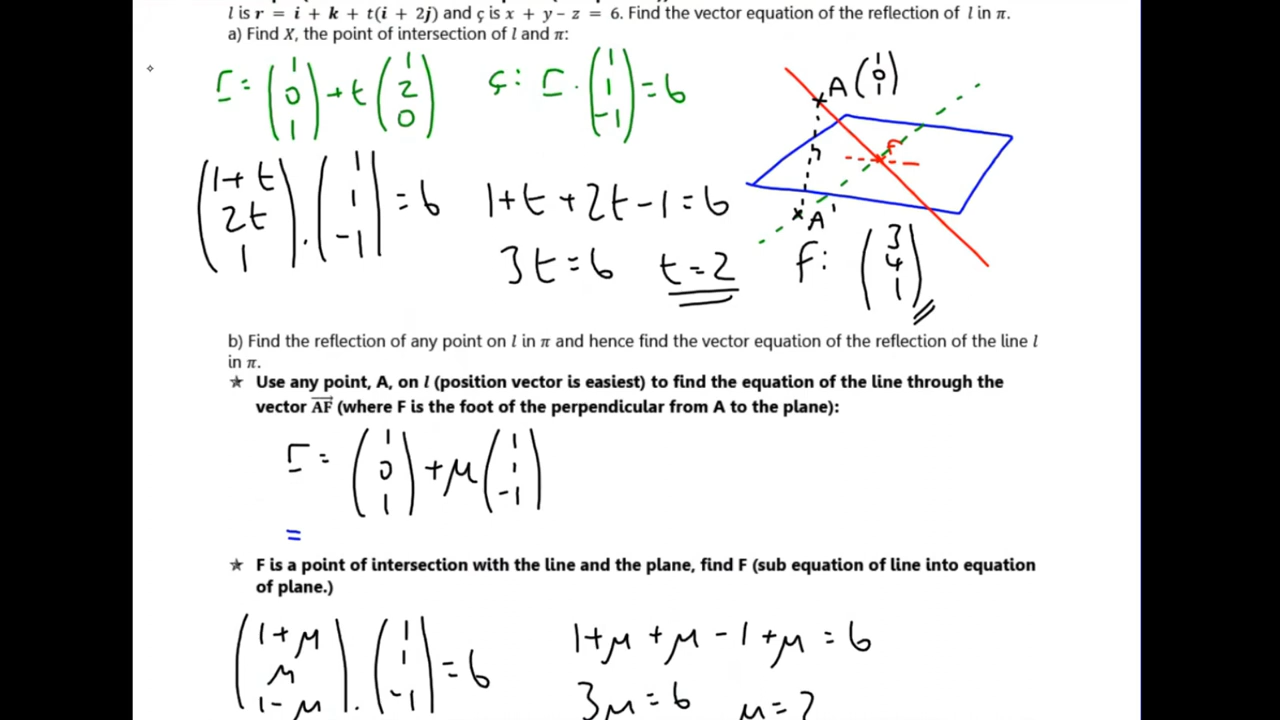 l is r = i + k + t(i + 2j) and ç is x + y − z = 6. Find the vector equation of the reflection of l in π.
a) Find X, the point of intersection of l and π:
r = (1 0 1) + t (1 2 0)
ç: r · (1 1 -1) = 6
A (1 0 1)
(1+t 2t 1) · (1 1 -1) = 6
1+t+2t-1=6
3t=6 t=2
F
A'
F: (3 4 1)
b) Find the reflection of any point on l in π and hence find the vector equation of the reflection of the line l
in π.
★ Use any point, A, on l (position vector is easiest) to find the equation of the line through the
vector AF (where F is the foot of the perpendicular from A to the plane):
r = (1 0 1) + μ (1 1 -1)
=
★ F is a point of intersection with the line and the plane, find F (sub equation of line into equation
of plane.)
(1+μ μ 1-μ) · (1 1 -1) = 6
1+μ+μ-1+μ=6
3μ=6 μ=2